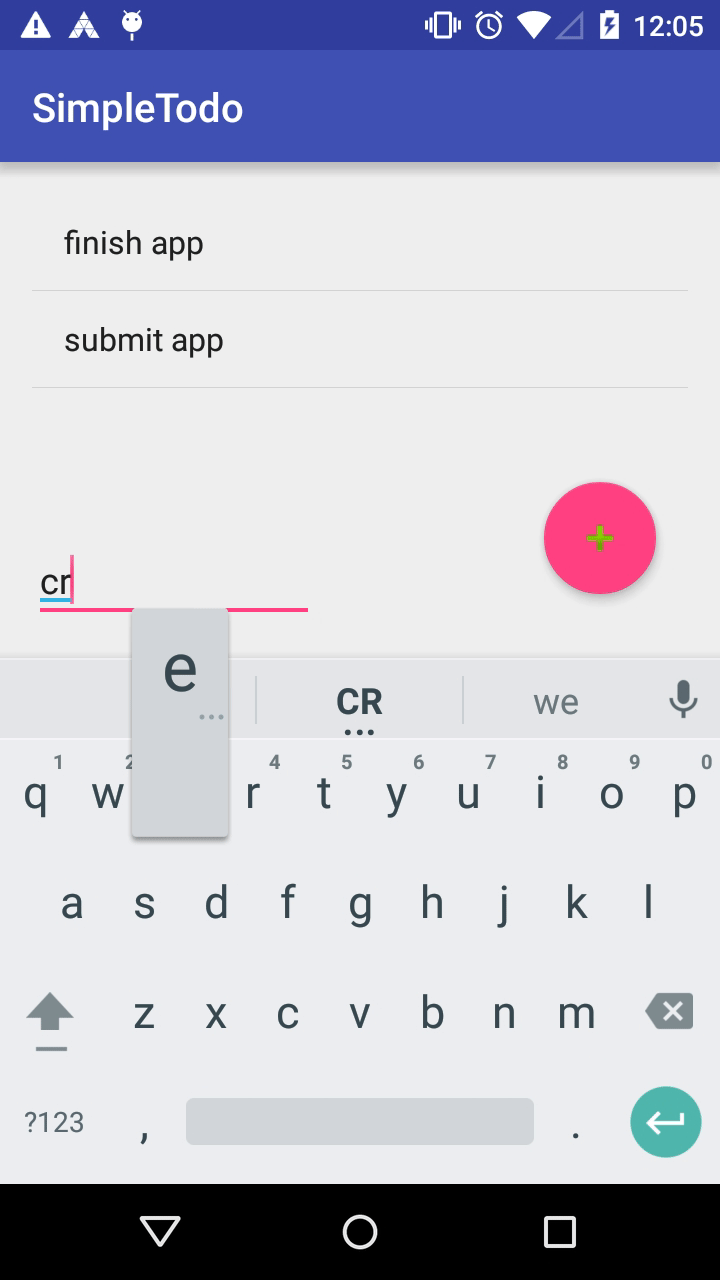 12:05
SimpleTodo
finish app
submit app
+
cr
e
...
CR
...
we
1 2 4 5 6 7 8 9 0
q w r t y u i o p
a s d f g h j k l
z x c v b n m
?123 , .